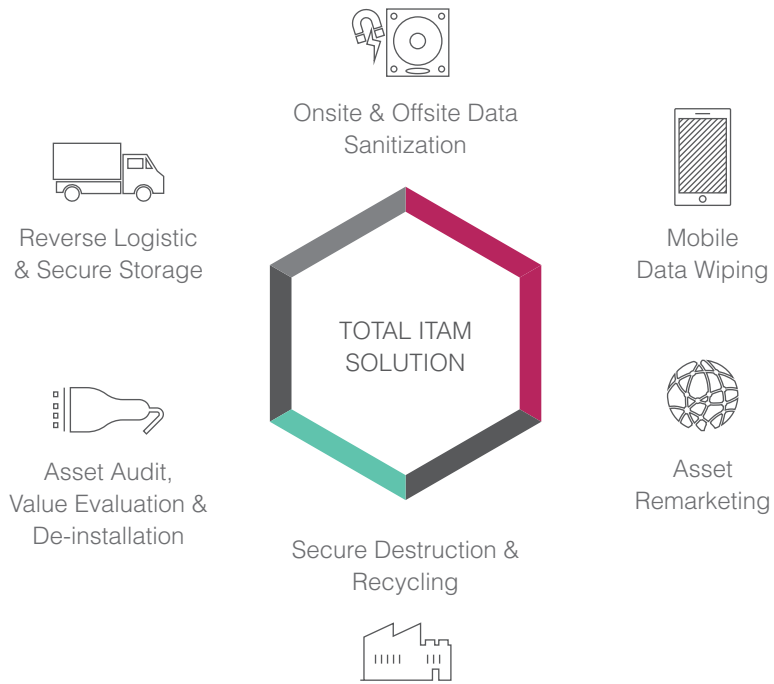 Onsite & Offsite Data
Sanitization
Reverse Logistic
& Secure Storage
Mobile
Data Wiping
TOTAL ITAM
SOLUTION
Asset Audit,
Value Evaluation &
De-installation
Asset
Remarketing
Secure Destruction &
Recycling